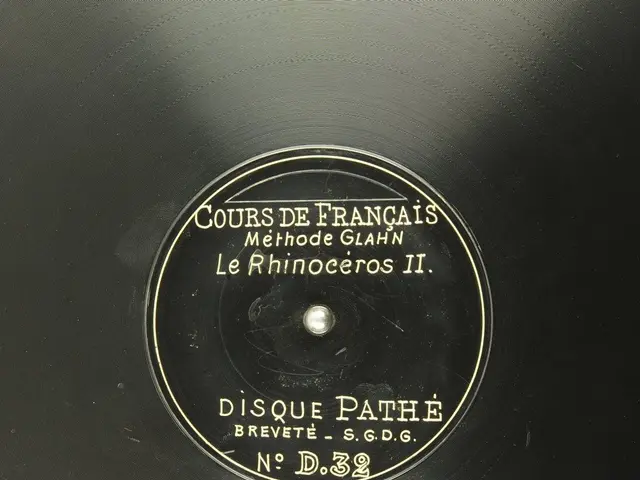 COURS DE FRANÇAIS
Méthode GLAHN
Le Rhinocéros II.
DISQUE PATHÉ
BREVETÉ - S.G.D.G.
Nº D.32